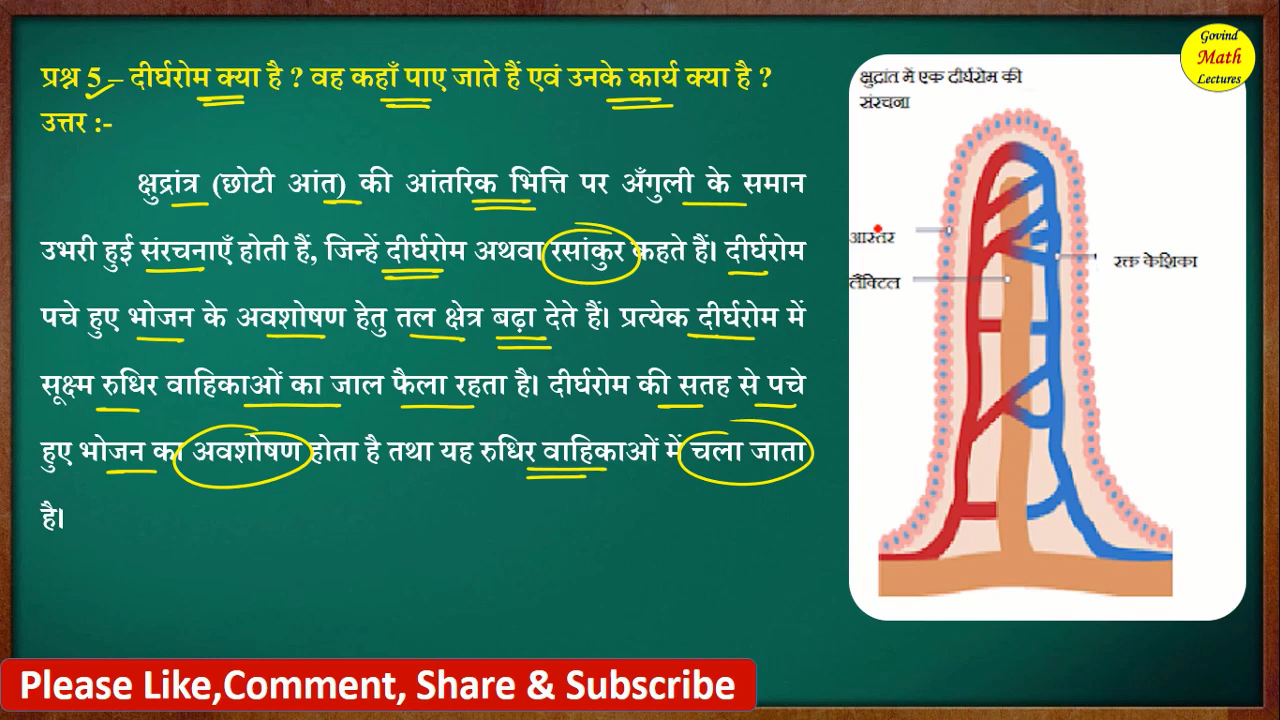 प्रश्न 5 – दीर्घरोम क्या है ? वह कहाँ पाए जाते हैं एवं उनके कार्य क्या है ?
उत्तर :-
क्षुद्रांत्र (छोटी आंत) की आंतरिक भित्ति पर अँगुली के समान
उभरी हुई संरचनाएँ होती हैं, जिन्हें दीर्घरोम अथवा रसांकुर कहते हैं। दीर्घरोम
पचे हुए भोजन के अवशोषण हेतु तल क्षेत्र बढ़ा देते हैं। प्रत्येक दीर्घरोम में
सूक्ष्म रुधिर वाहिकाओं का जाल फैला रहता है। दीर्घरोम की सतह से पचे
हुए भोजन का अवशोषण होता है तथा यह रुधिर वाहिकाओं में चला जाता
है।
Govind
Math
Lectures
क्षुद्रांत में एक दीर्घरोम की
संरचना
आस्तर
लैक्टिल
रक्त केशिका
Please Like,Comment, Share & Subscribe